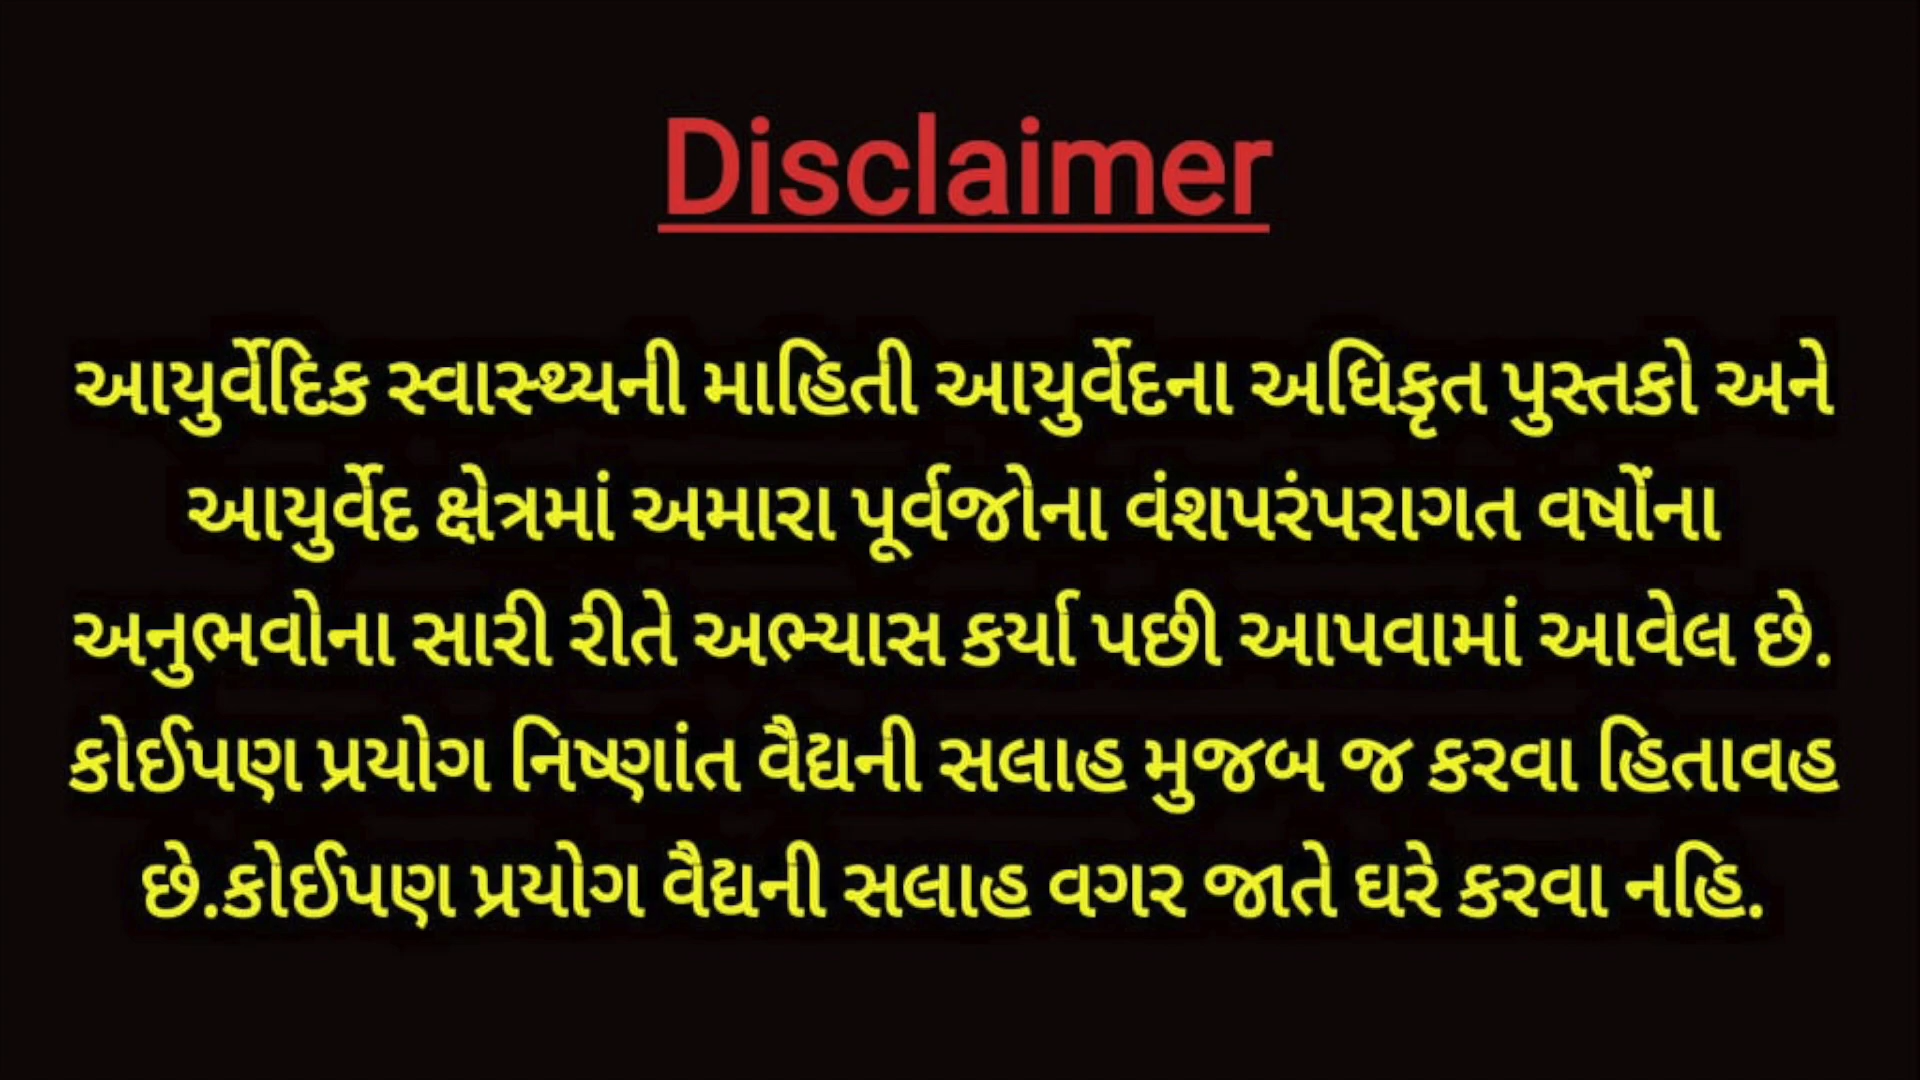 Disclaimer
આયુર્વેદિક સ્વાસ્થ્યની માહિતી આયુર્વેદના અધિકૃત પુસ્તકો અને
આયુર્વેદ ક્ષેત્રમાં અમારા પૂર્વજોના વંશપરંપરાગત વર્ષોના
અનુભવોના સારી રીતે અભ્યાસ કર્યા પછી આપવામાં આવેલ છે.
કોઈપણ પ્રયોગ નિષ્ણાંત વૈદ્યની સલાહ મુજબ જ કરવા હિતાવહ
છે.કોઈપણ પ્રયોગ વૈદ્યની સલાહ વગર જાતે ઘરે કરવા નહિ.